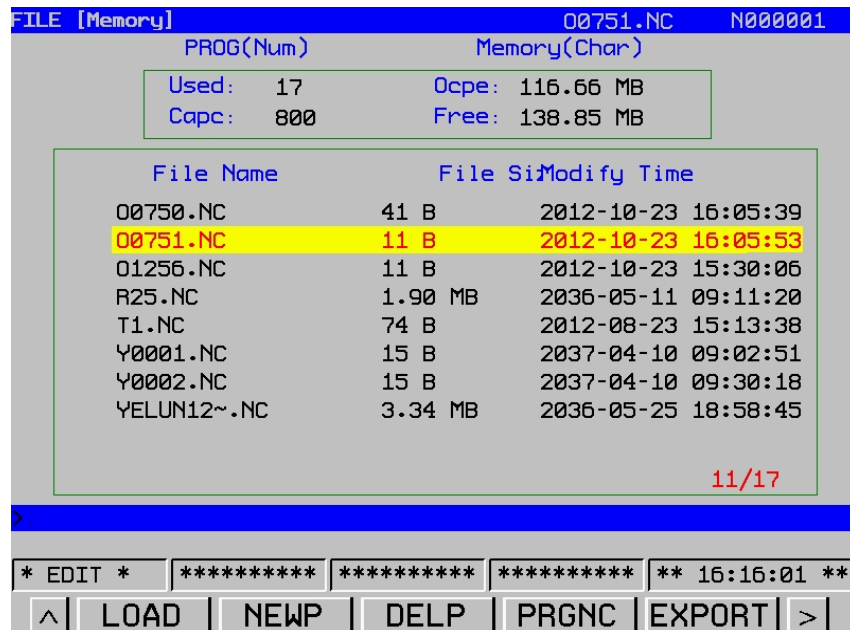 FILE [Memory] O0751.NC N000001
PROG(Num) Memory(Char)
Used: 17 Ocpe: 116.66 MB
Capc: 800 Free: 138.85 MB
File Name File Si Modify Time
O0750.NC 41 B 2012-10-23 16:05:39
O0751.NC 11 B 2012-10-23 16:05:53
O1256.NC 11 B 2012-10-23 15:30:06
R25.NC 1.90 MB 2036-05-11 09:11:20
T1.NC 74 B 2012-08-23 15:13:38
Y0001.NC 15 B 2037-04-10 09:02:51
Y0002.NC 15 B 2037-04-10 09:30:18
YELUN12~.NC 3.34 MB 2036-05-25 18:58:45
11/17
>
* EDIT * ********** ********** ********** ** 16:16:01 **
^ LOAD NEWP DELP PRGNC EXPORT >